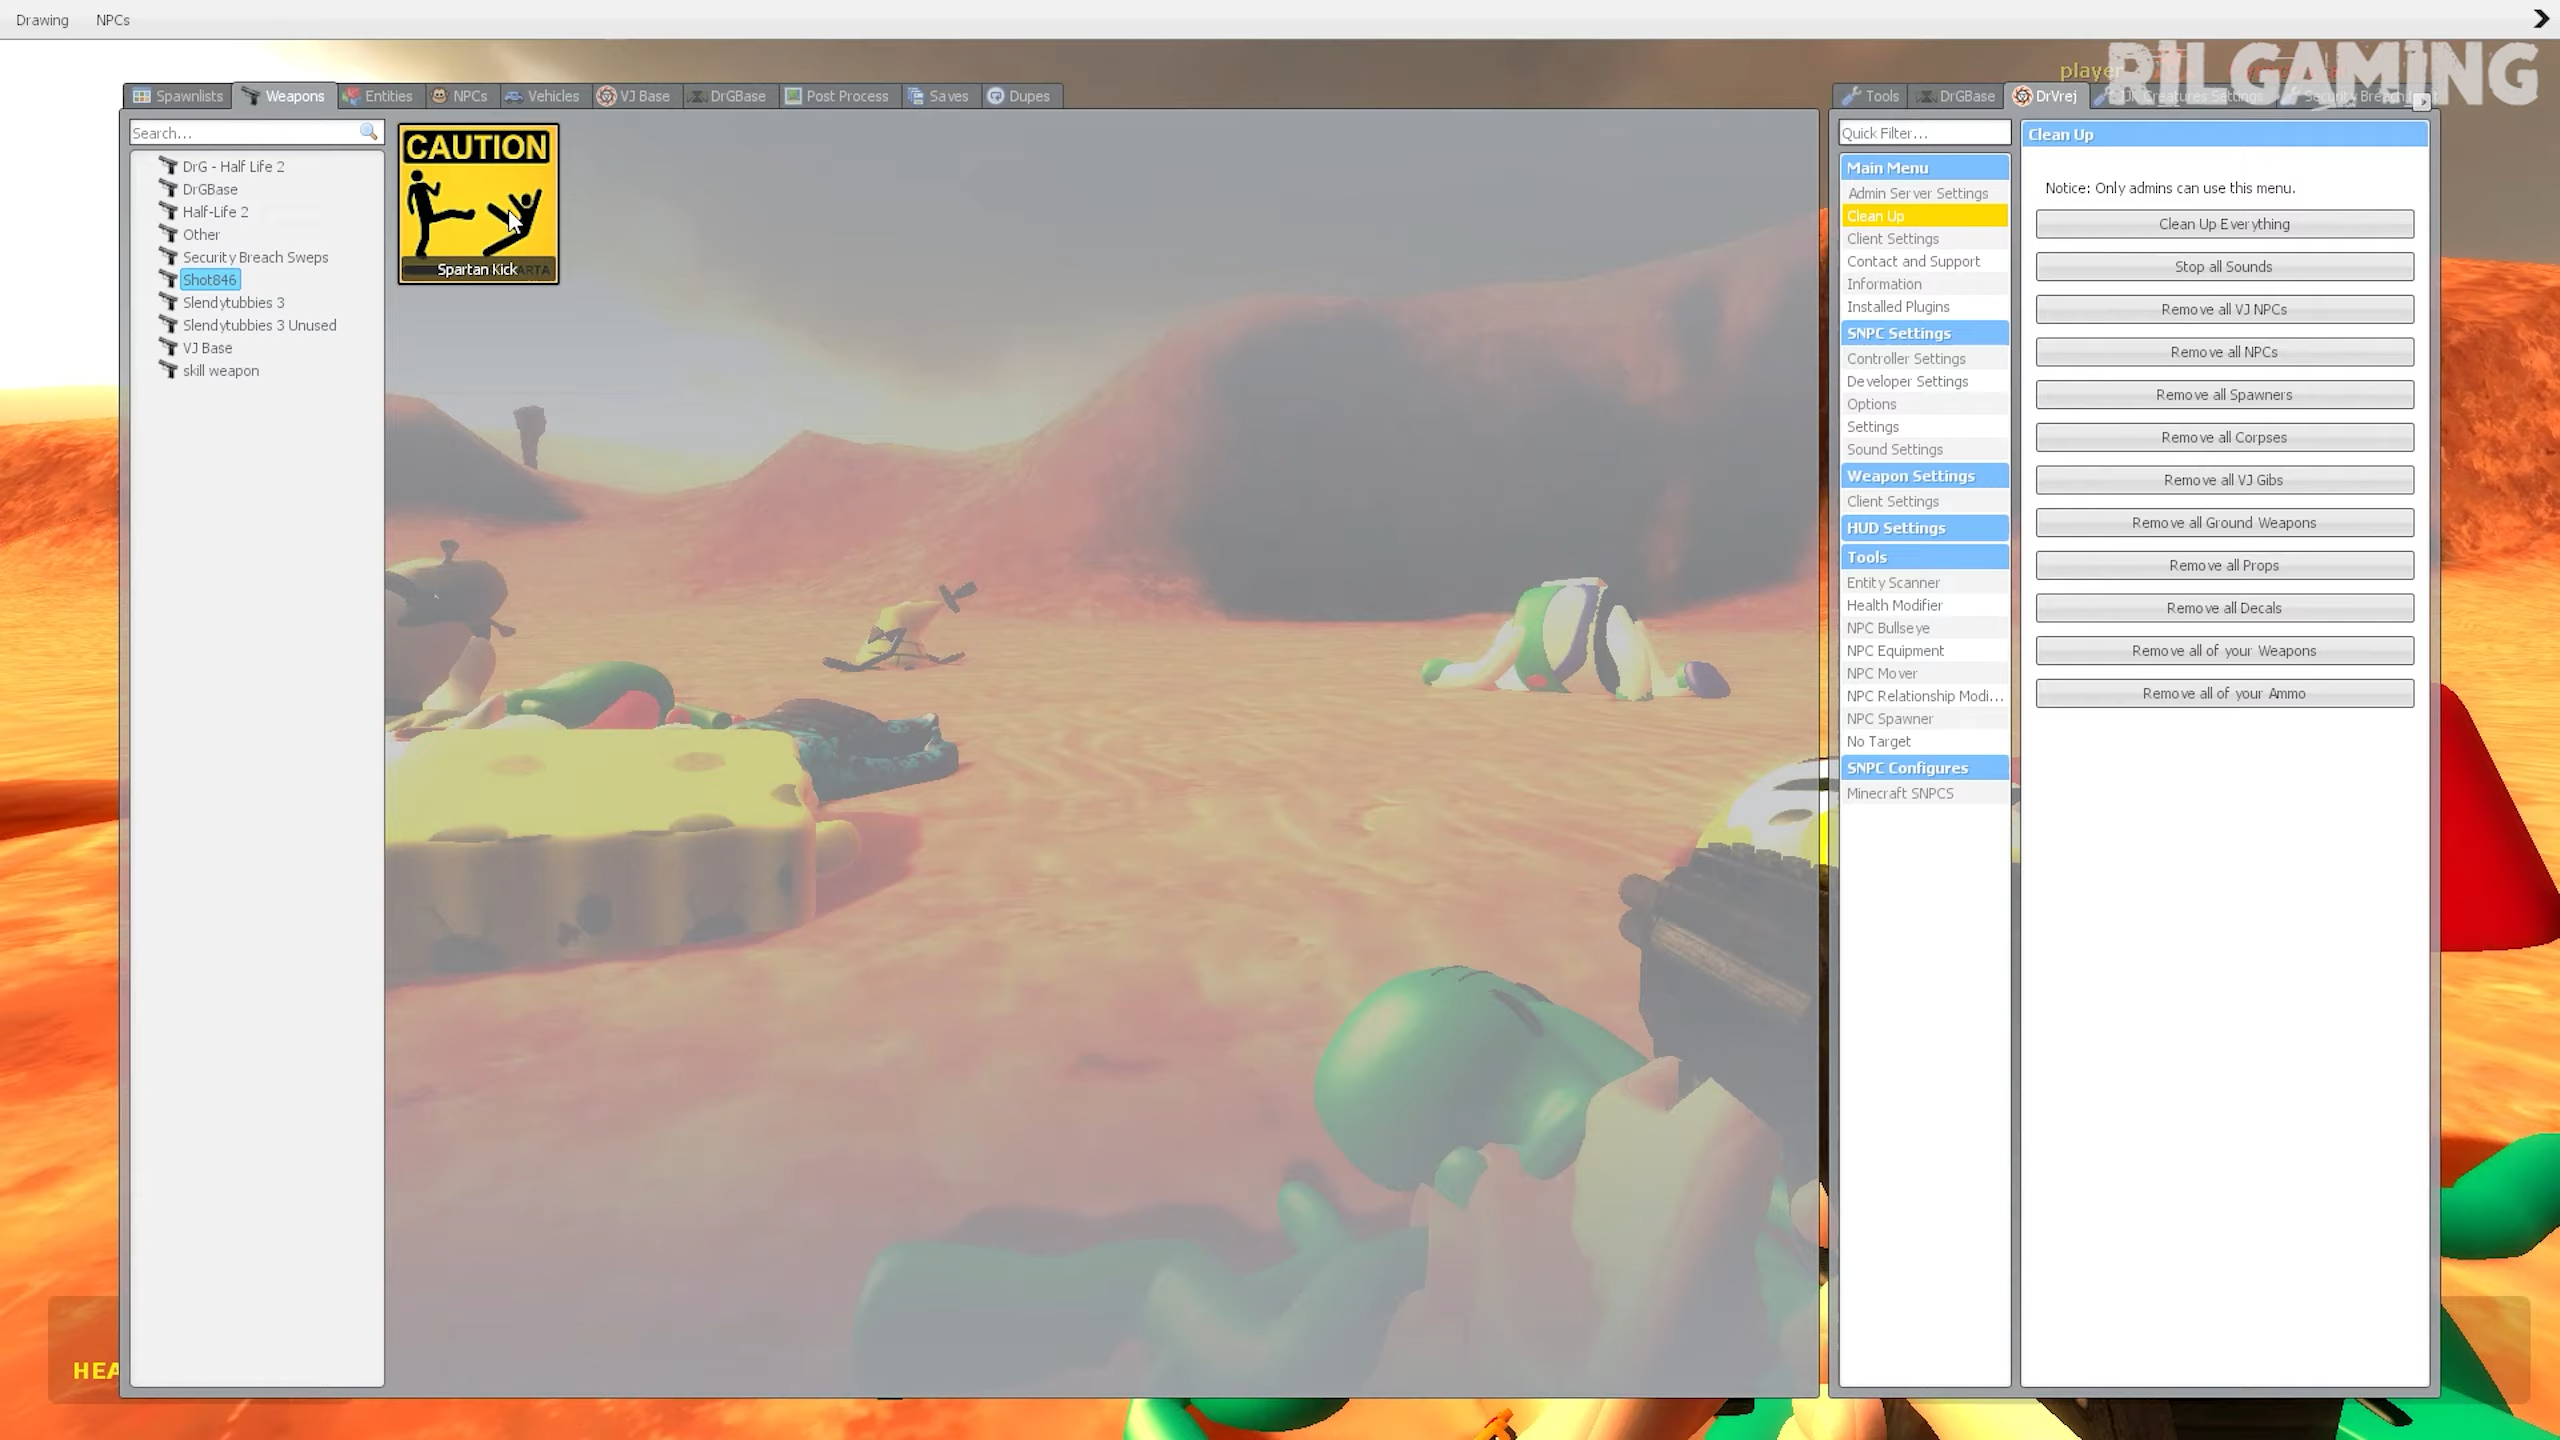 Drawing NPCs
RILGAMING
player
Spawnlists Weapons Entities NPCs Vehicles VJ Base DrGBase Post Process Saves Dupes
Search...
DrG - Half Life 2
DrGBase
Half-Life 2
Other
Security Breach Sweps
Shot846
Slendytubbies 3
Slendytubbies 3 Unused
VJ Base
skill weapon
CAUTION
Spartan Kick
Tools DrGBase DrVrej Creatures Settings Security Breach
Quick Filter...
Main Menu
Admin Server Settings
Clean Up
Client Settings
Contact and Support
Information
Installed Plugins
SNPC Settings
Controller Settings
Developer Settings
Options
Settings
Sound Settings
Weapon Settings
Client Settings
HUD Settings
Tools
Entity Scanner
Health Modifier
NPC Bullseye
NPC Equipment
NPC Mover
NPC Relationship Modi...
NPC Spawner
No Target
SNPC Configures
Minecraft SNPCS
Clean Up
Notice: Only admins can use this menu.
Clean Up Everything
Stop all Sounds
Remove all VJ NPCs
Remove all NPCs
Remove all Spawners
Remove all Corpses
Remove all VJ Gibs
Remove all Ground Weapons
Remove all Props
Remove all Decals
Remove all of your Weapons
Remove all of your Ammo
HEA